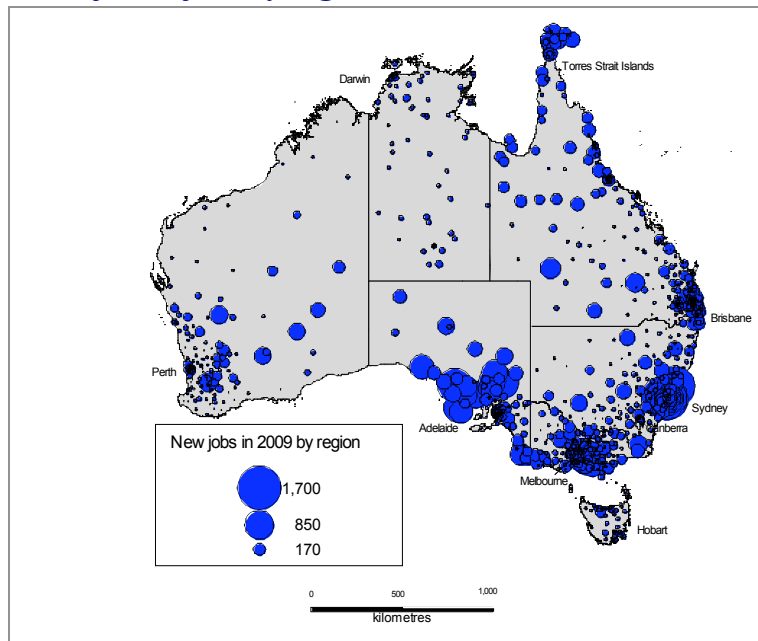 Darwin
Torres Strait Islands
Brisbane
Perth
Sydney
Adelaide
Canberra
New jobs in 2009 by region
1,700
850
170
Melbourne
Hobart
0 500 1,000
kilometres